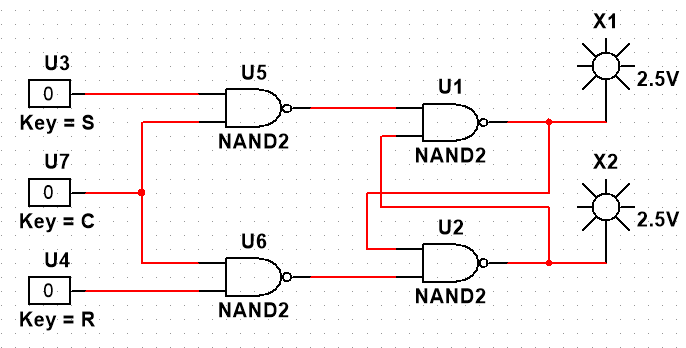 X1
2.5V
U3
0
Key = S
U5
NAND2
U1
NAND2
U7
0
Key = C
X2
2.5V
U4
0
Key = R
U6
NAND2
U2
NAND2